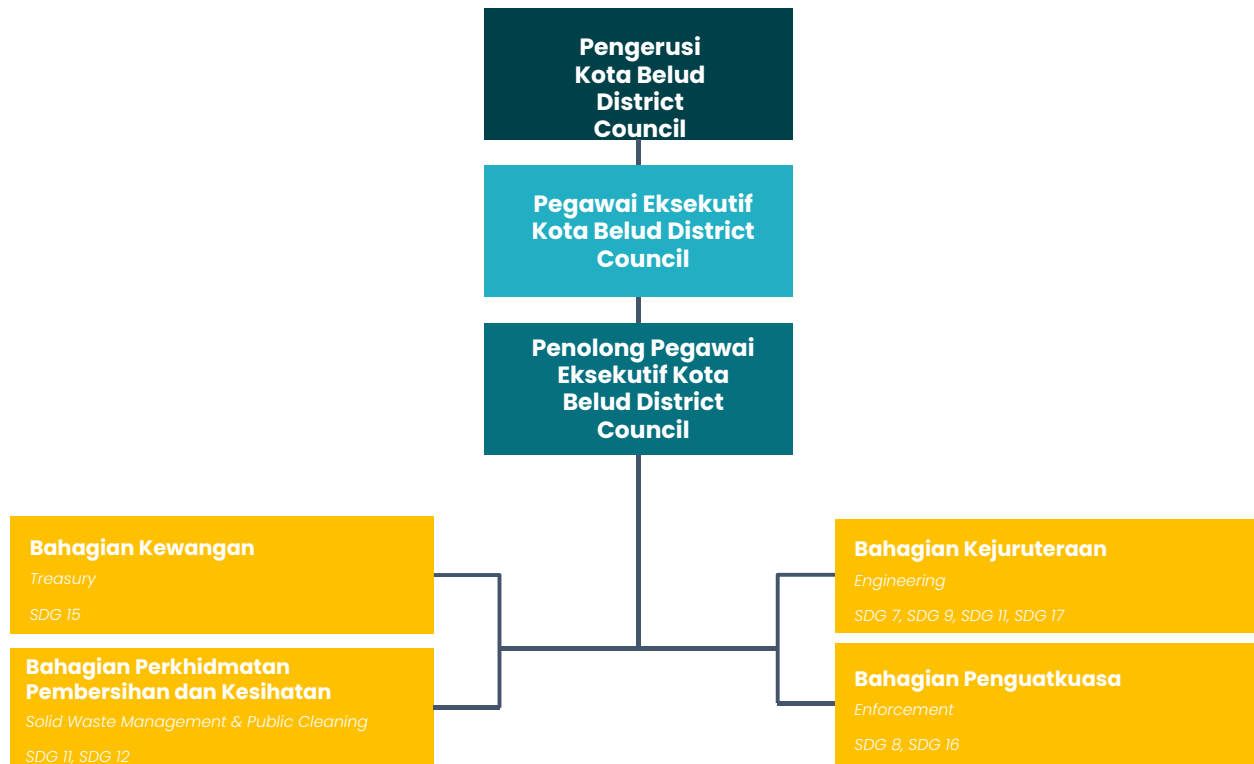 Pengerusi
Kota Belud
District
Council
Pegawai Eksekutif
Kota Belud District
Council
Penolong Pegawai
Eksekutif Kota
Belud District
Council
Bahagian Kewangan
Treasury
SDG 15
Bahagian Perkhidmatan
Pembersihan dan Kesihatan
Solid Waste Management & Public Cleaning
SDG 11, SDG 12
Bahagian Kejuruteraan
Engineering
SDG 7, SDG 9, SDG 11, SDG 17
Bahagian Penguatkuasa
Enforcement
SDG 8, SDG 16